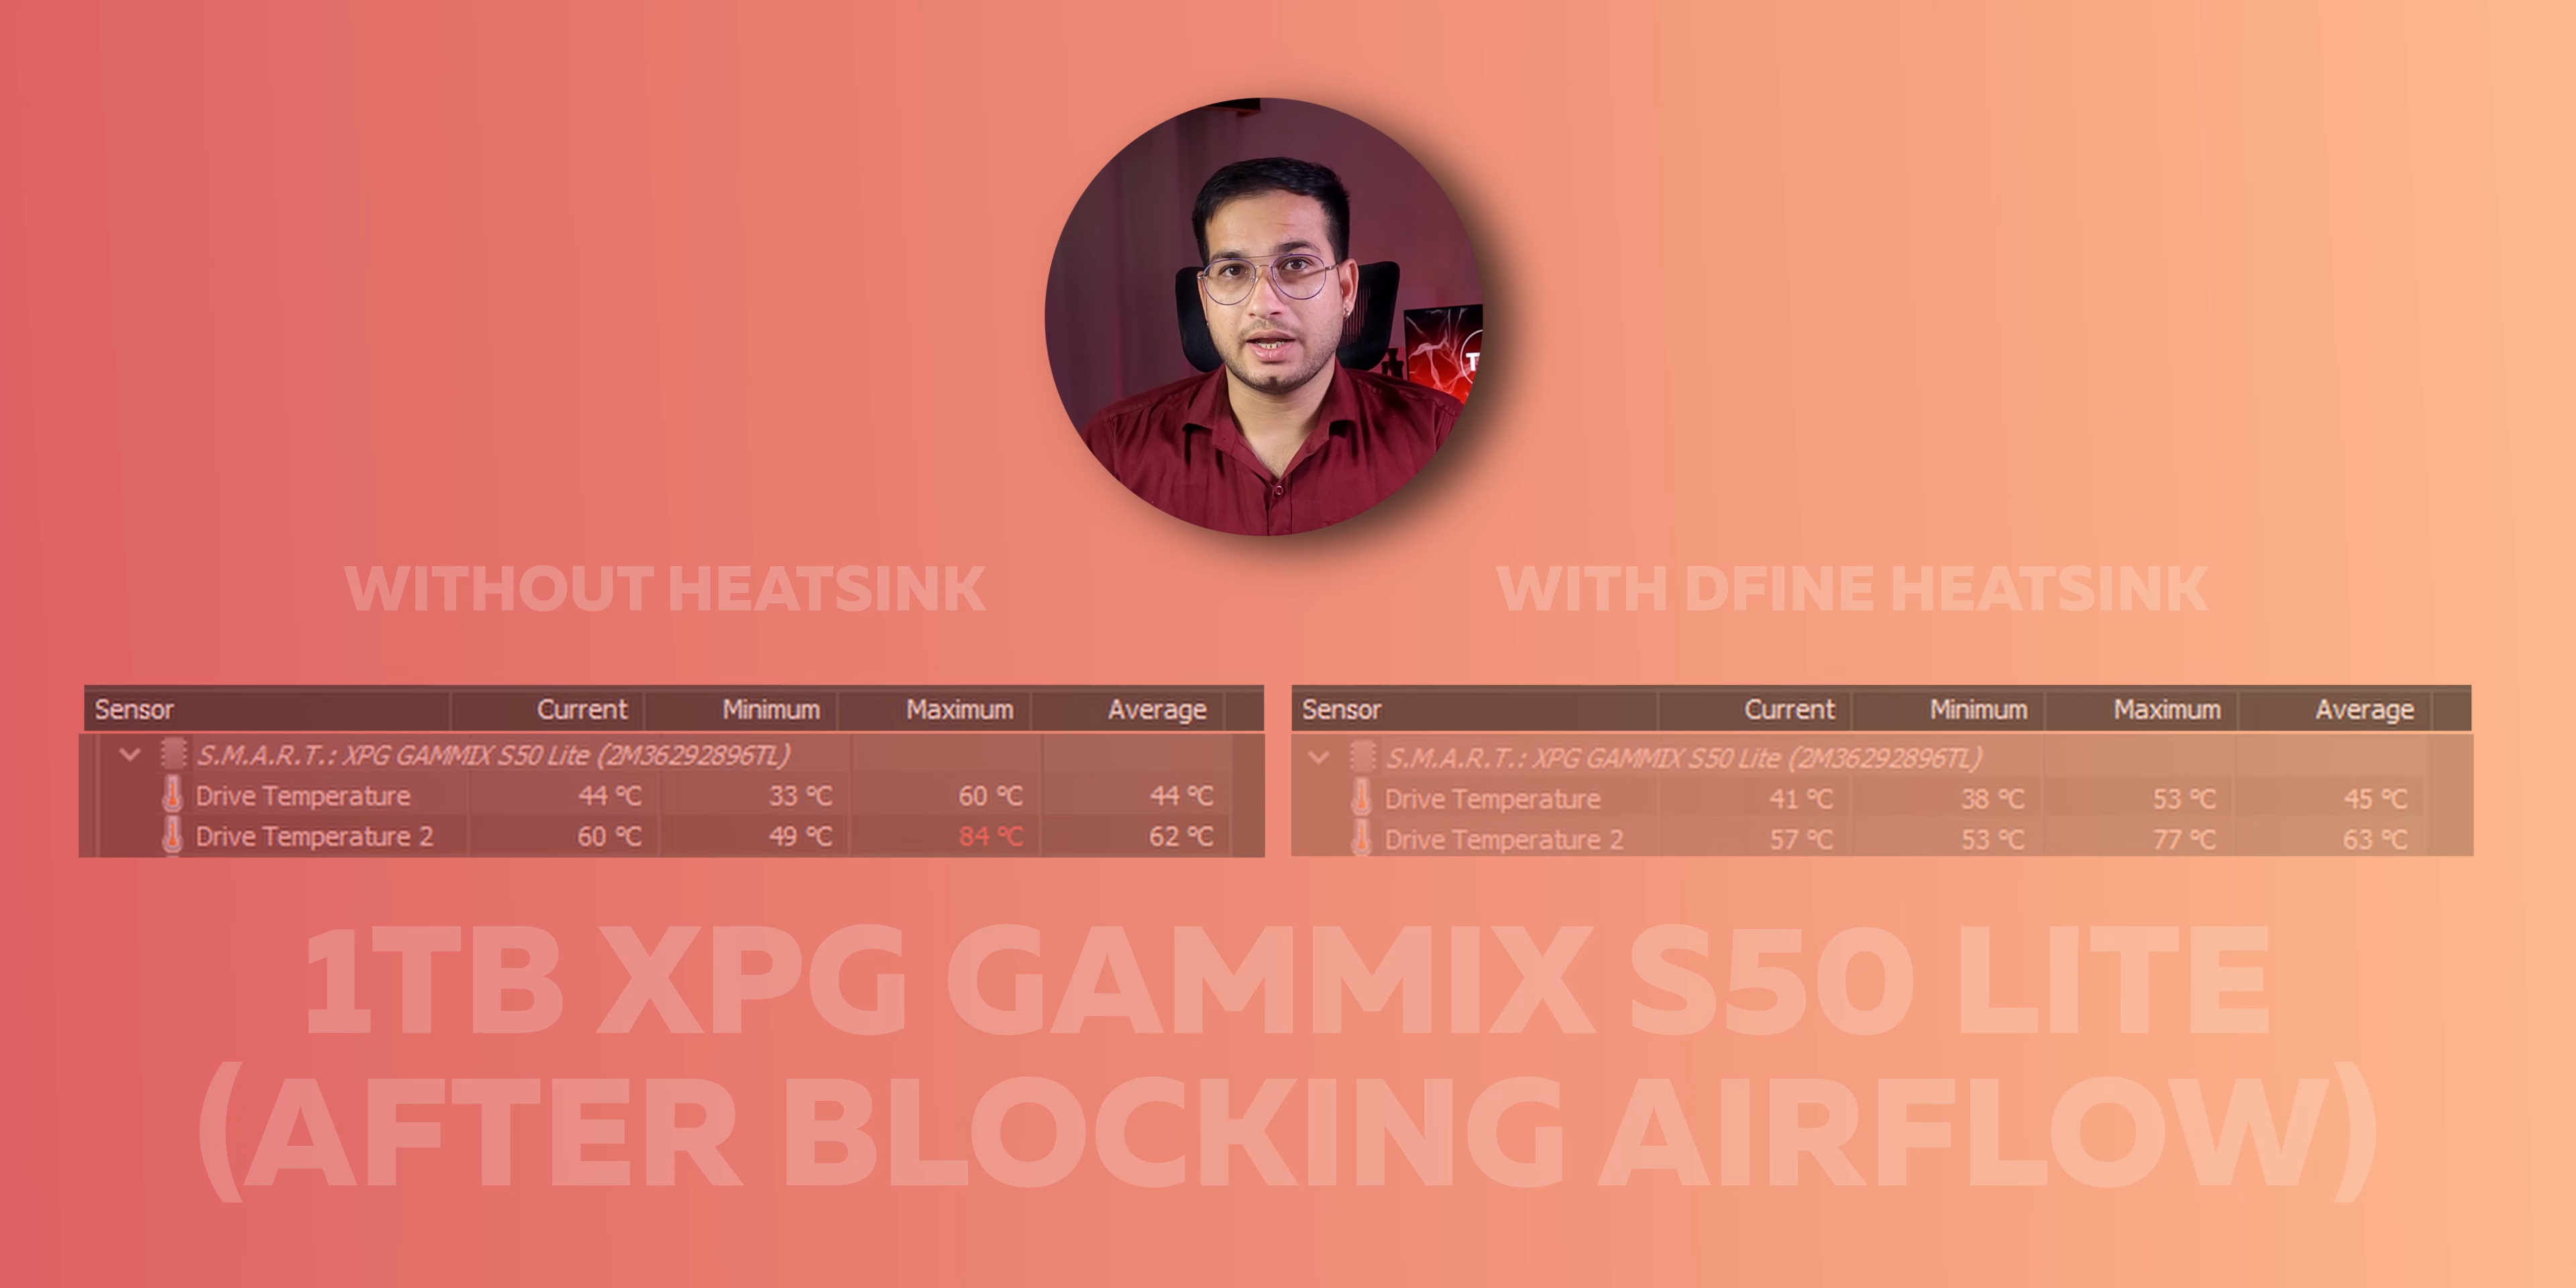 T
WITHOUT HEATSINK
WITH DFINE HEATSINK
Sensor Current Minimum Maximum Average
S.M.A.R.T.: XPG GAMMIX S50 Lite (2M36292896TL)
Drive Temperature 44 °C 33 °C 60 °C 44 °C
Drive Temperature 2 60 °C 49 °C 84 °C 62 °C
Sensor Current Minimum Maximum Average
S.M.A.R.T.: XPG GAMMIX S50 Lite (2M36292896TL)
Drive Temperature 41 °C 38 °C 53 °C 45 °C
Drive Temperature 2 57 °C 53 °C 77 °C 63 °C
1TB XPG GAMMIX S50 LITE
(AFTER BLOCKING AIRFLOW)